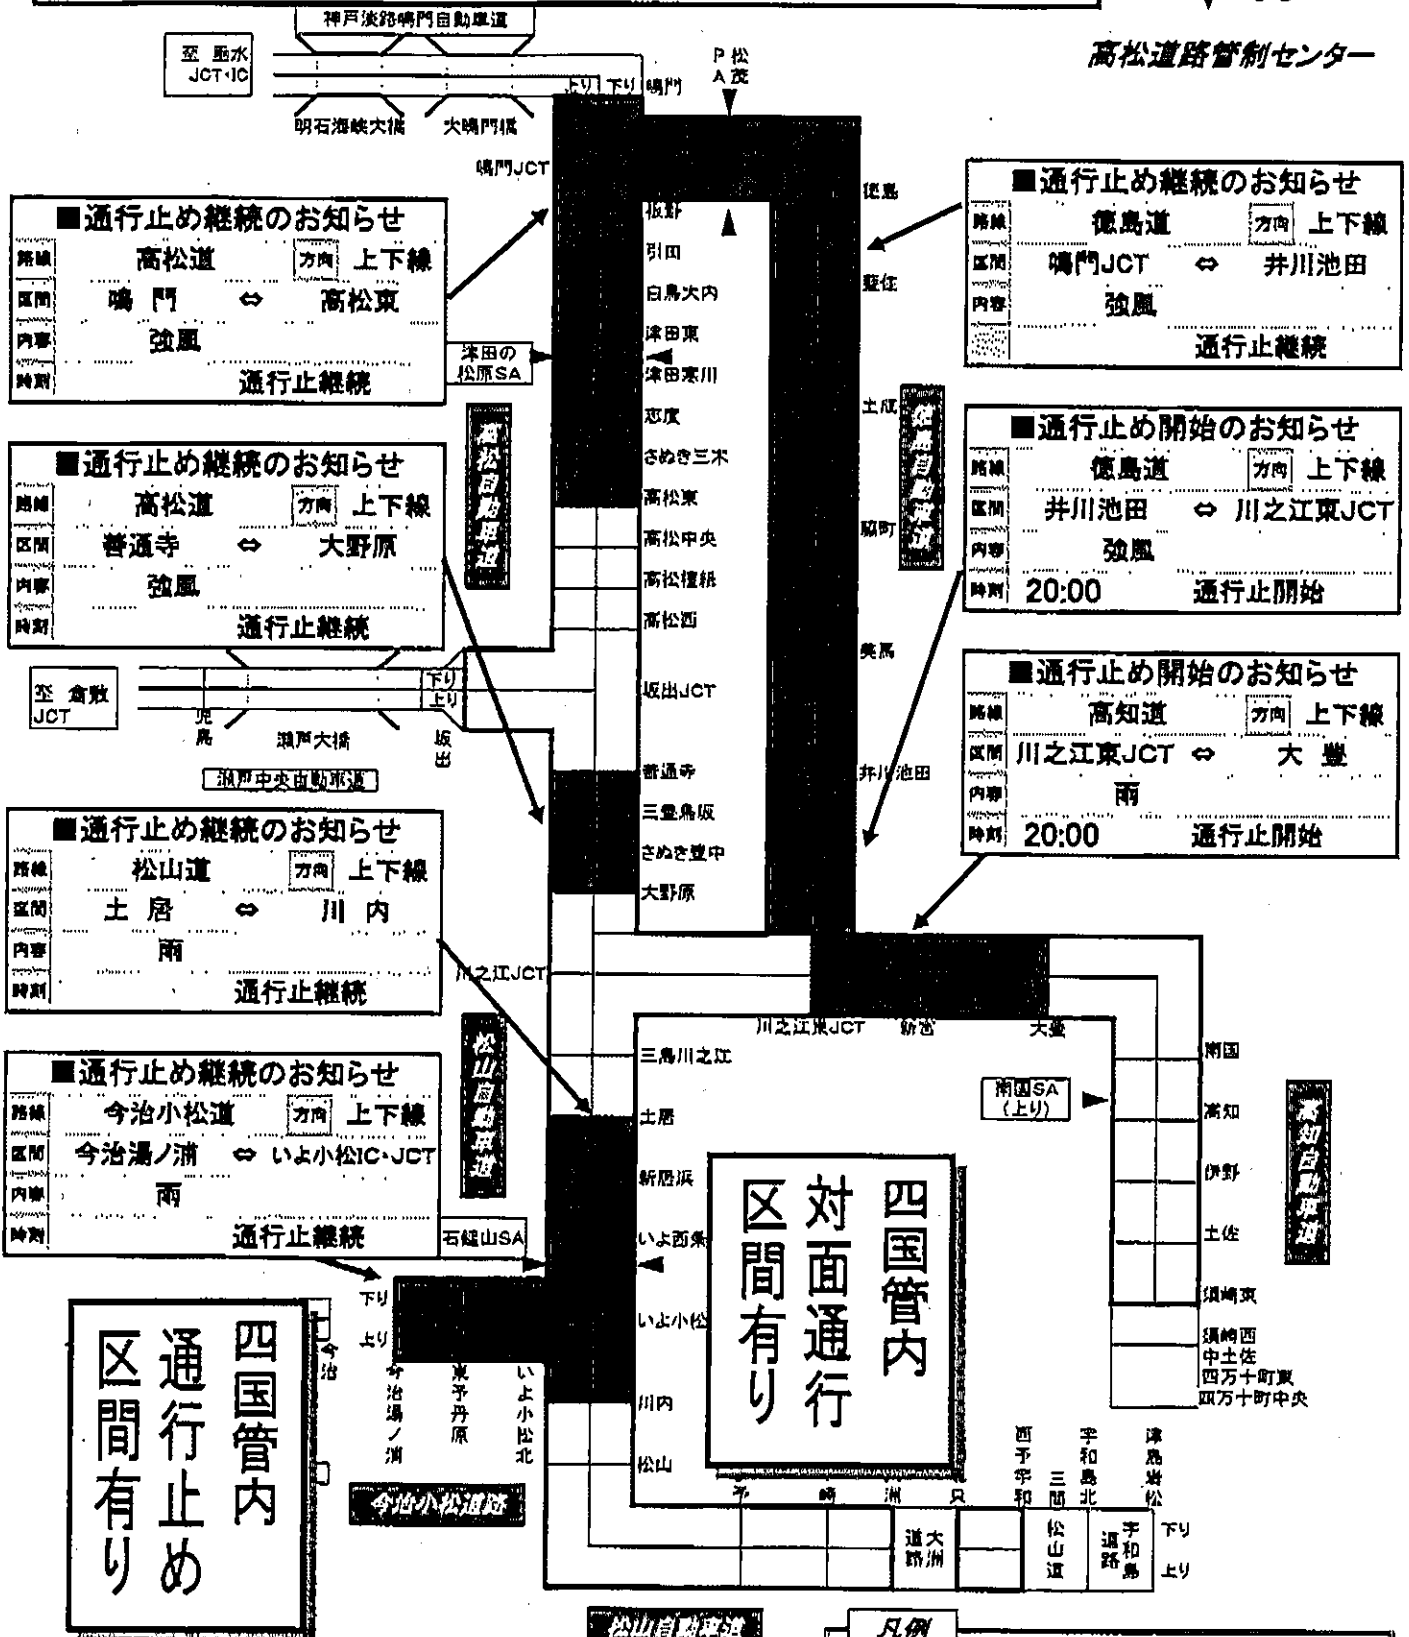 神戸淡路鳴門自動車道
高松道路管制センター
至 垂水
JCT・IC
上り 下り 鳴門
明石海峡大橋
大鳴門橋
松茂
PA
鳴門JCT
徳島
板野
引田
白鳥大内
津田東
津田寒川
志度
さぬき三木
高松東
高松中央
高松檀紙
高松西
坂出JCT
善通寺
三豊鳥坂
さぬき豊中
大野原
藍住
土成
脇町
美馬
井川池田
■通行止め継続のお知らせ
路線 高松道 方向 上下線
区間 鳴 門 ⇔ 高松東
内容 強風
時刻 通行止継続
津田の
松原SA
高松自動車道
徳島自動車道
■通行止め継続のお知らせ
路線 徳島道 方向 上下線
区間 鳴門JCT ⇔ 井川池田
内容 強風
通行止継続
■通行止め継続のお知らせ
路線 高松道 方向 上下線
区間 善通寺 ⇔ 大野原
内容 強風
時刻 通行止継続
■通行止め開始のお知らせ
路線 徳島道 方向 上下線
区間 井川池田 ⇔ 川之江東JCT
内容 強風
時刻 20:00 通行止開始
至 倉敷
JCT
児島
瀬戸大橋
下り
上り
坂出
瀬戸中央自動車道
■通行止め開始のお知らせ
路線 高知道 方向 上下線
区間 川之江東JCT ⇔ 大 豊
内容 雨
時刻 20:00 通行止開始
■通行止め継続のお知らせ
路線 松山道 方向 上下線
区間 土 居 ⇔ 川 内
内容 雨
時刻 通行止継続
川之江JCT
川之江東JCT
新宮
大豊
三島川之江
土居
新居浜
いよ西条
いよ小松
川内
松山
松山自動車道
■通行止め継続のお知らせ
路線 今治小松道 方向 上下線
区間 今治湯ノ浦 ⇔ いよ小松IC・JCT
内容 雨
時刻 通行止継続
石鎚山SA
下り
上り
今治
今治湯ノ浦
東予丹原
いよ小松北
今治小松道路
南国SA
(上り)
南国
高知
伊野
土佐
須崎東
須崎西
中土佐
四万十町東
四万十町中央
高知自動車道
四国管内
対面通行
区間有り
四国管内
通行止め
区間有り
予
崎
洲
只
西予宇和
三間
宇和島北
津島岩松
大洲
道路
松山道
宇和島
道路
下り
上り
松山自動車道
凡例